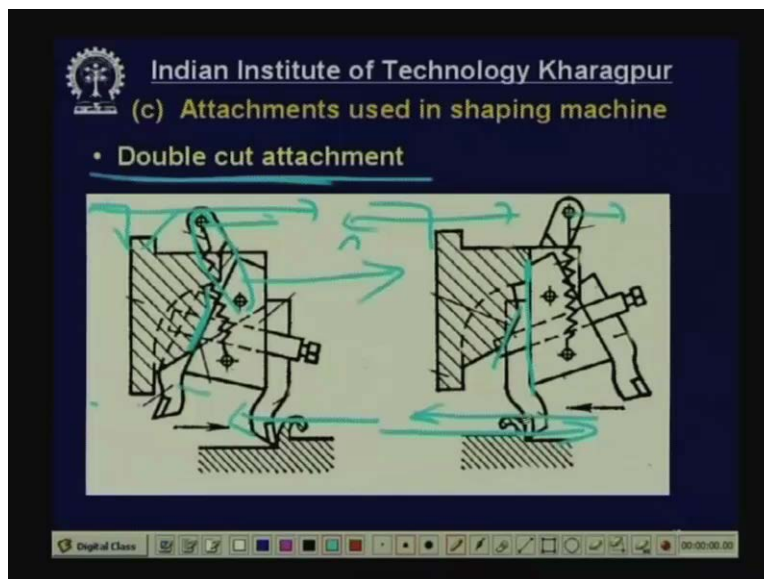 Indian Institute of Technology Kharagpur
(c) Attachments used in shaping machine
• Double cut attachment
Digital Class
00:00:00.00